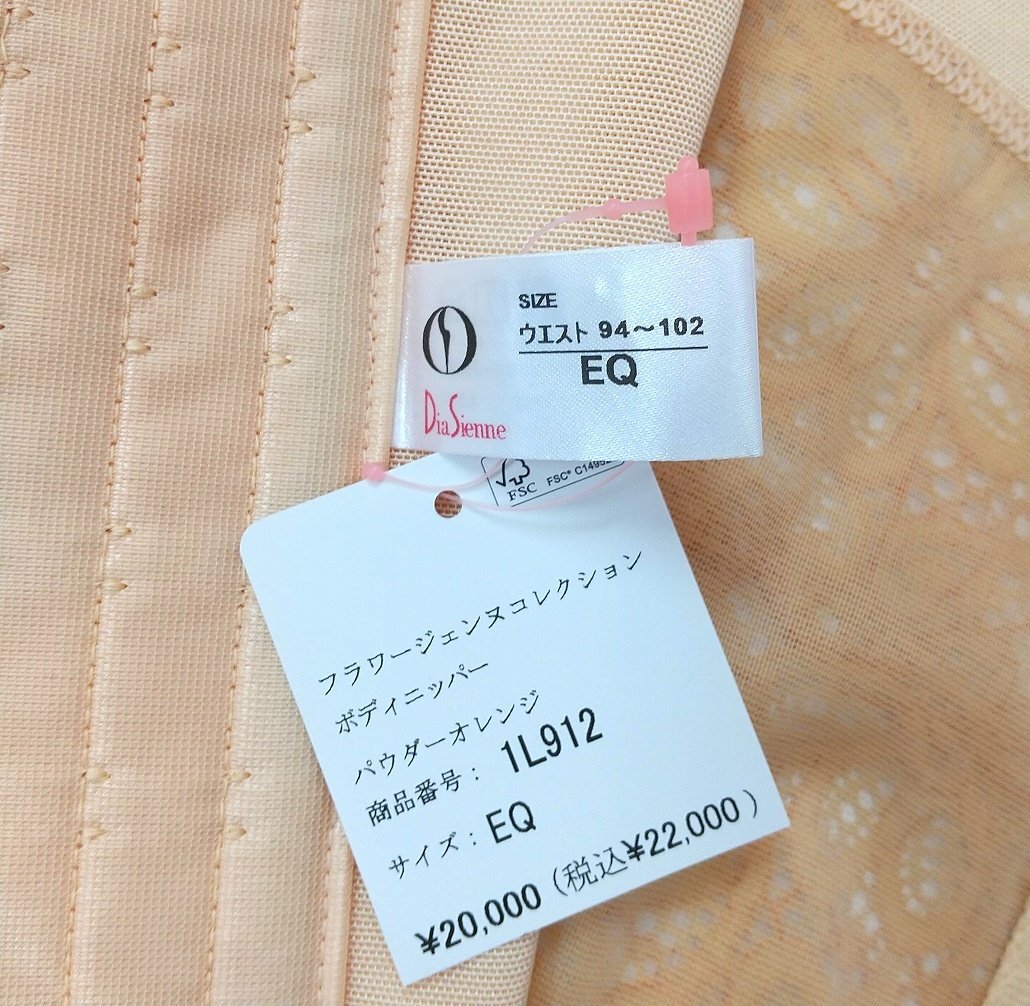 SIZE
ウエスト 94～102
EQ
DiaSienne
FSC
FSC® C1495
フラワージェンヌコレクション
ボディニッパー
パウダーオレンジ
商品番号： 1L912
サイズ： EQ
¥20,000（税込¥22,000）